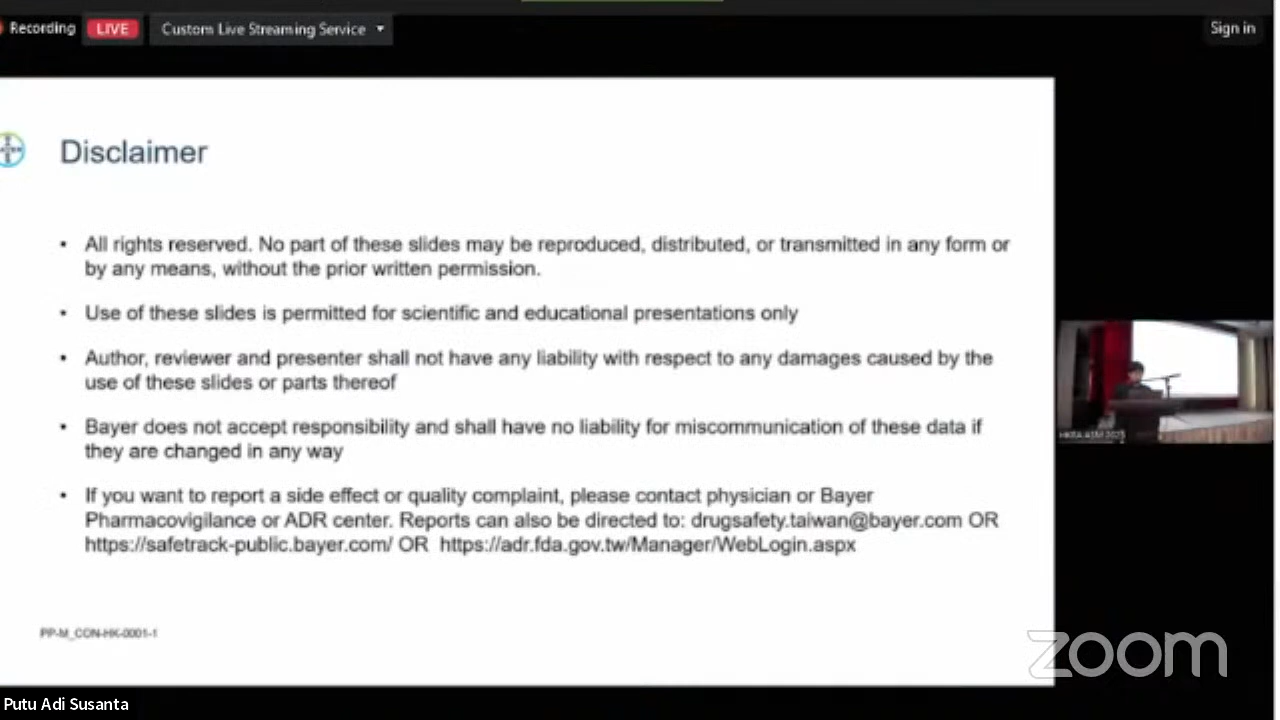 Recording
LIVE
Custom Live Streaming Service
Sign in
Disclaimer
• All rights reserved. No part of these slides may be reproduced, distributed, or transmitted in any form or
by any means, without the prior written permission.
• Use of these slides is permitted for scientific and educational presentations only
• Author, reviewer and presenter shall not have any liability with respect to any damages caused by the
use of these slides or parts thereof
• Bayer does not accept responsibility and shall have no liability for miscommunication of these data if
they are changed in any way
• If you want to report a side effect or quality complaint, please contact physician or Bayer
Pharmacovigilance or ADR center. Reports can also be directed to: drugsafety.taiwan@bayer.com OR
https://safetrack-public.bayer.com/ OR https://adr.fda.gov.tw/Manager/WebLogin.aspx
PP-M_CON-HK-0001-1
zoom
Putu Adi Susanta